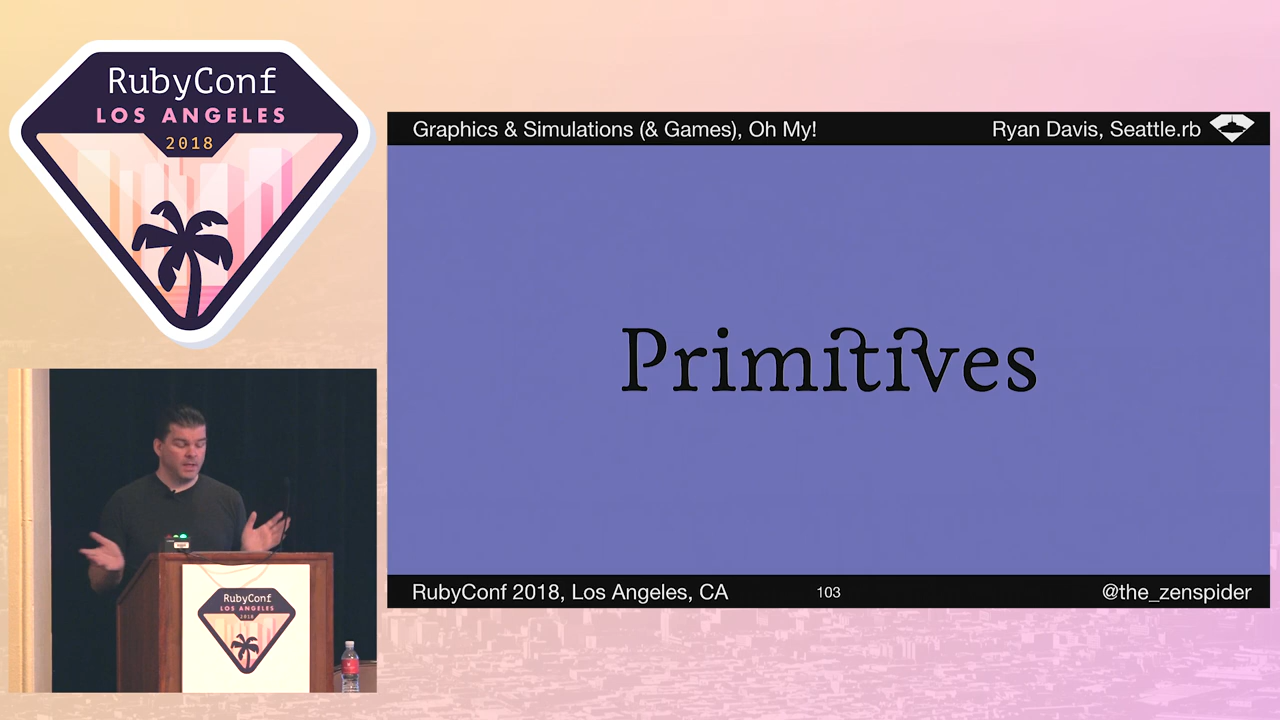 RubyConf
LOS ANGELES
2018
Graphics & Simulations (& Games), Oh My!
Ryan Davis, Seattle.rb
Primitives
RubyConf 2018, Los Angeles, CA
103
@the_zenspider
RubyConf
LOS ANGELES
2018